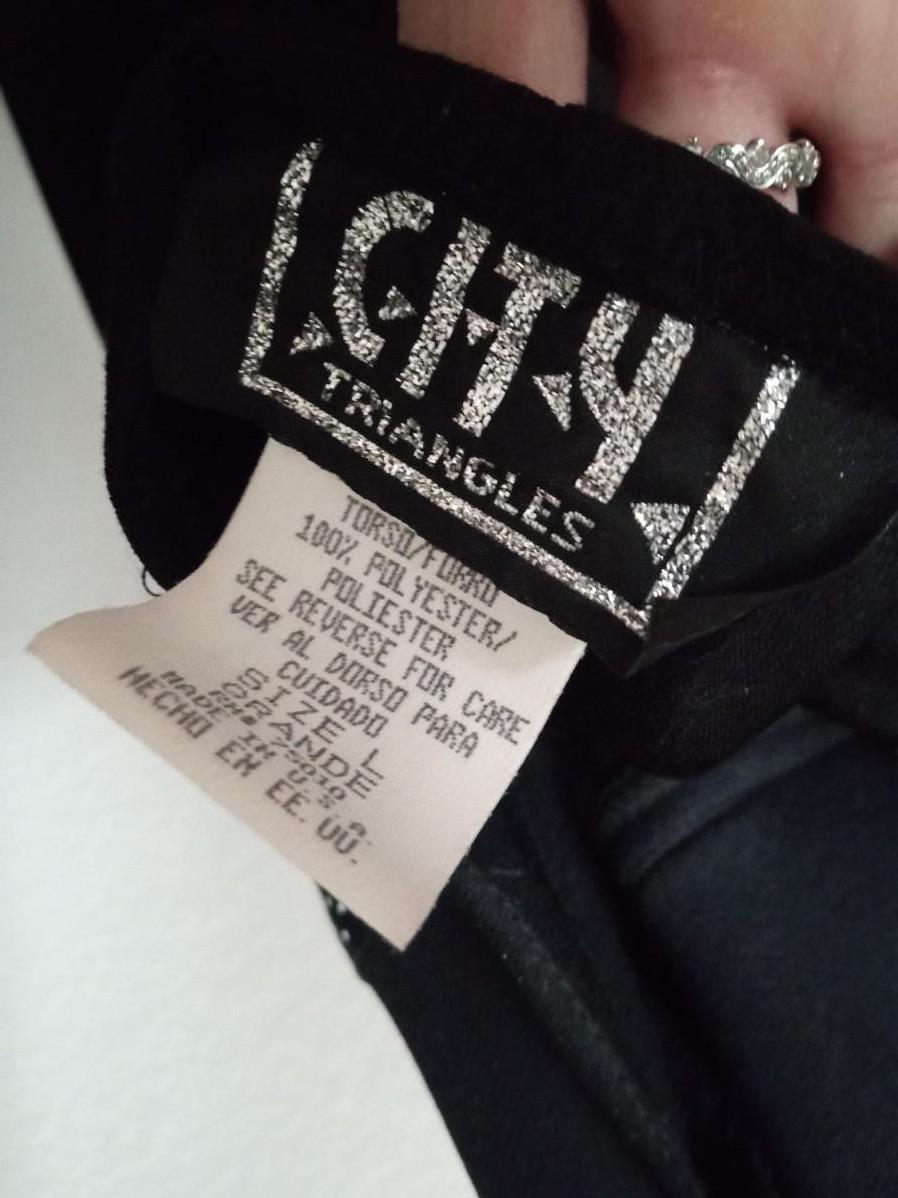 CITY
TRIANGLES
TORSO/FORRO
100% POLYESTER/
POLIESTER
SEE REVERSE FOR CARE
VER AL DORSO PARA
CUIDADO
SIZE L
GRANDE
MADE IN U.S.A.
HECHO EN EE.UU.